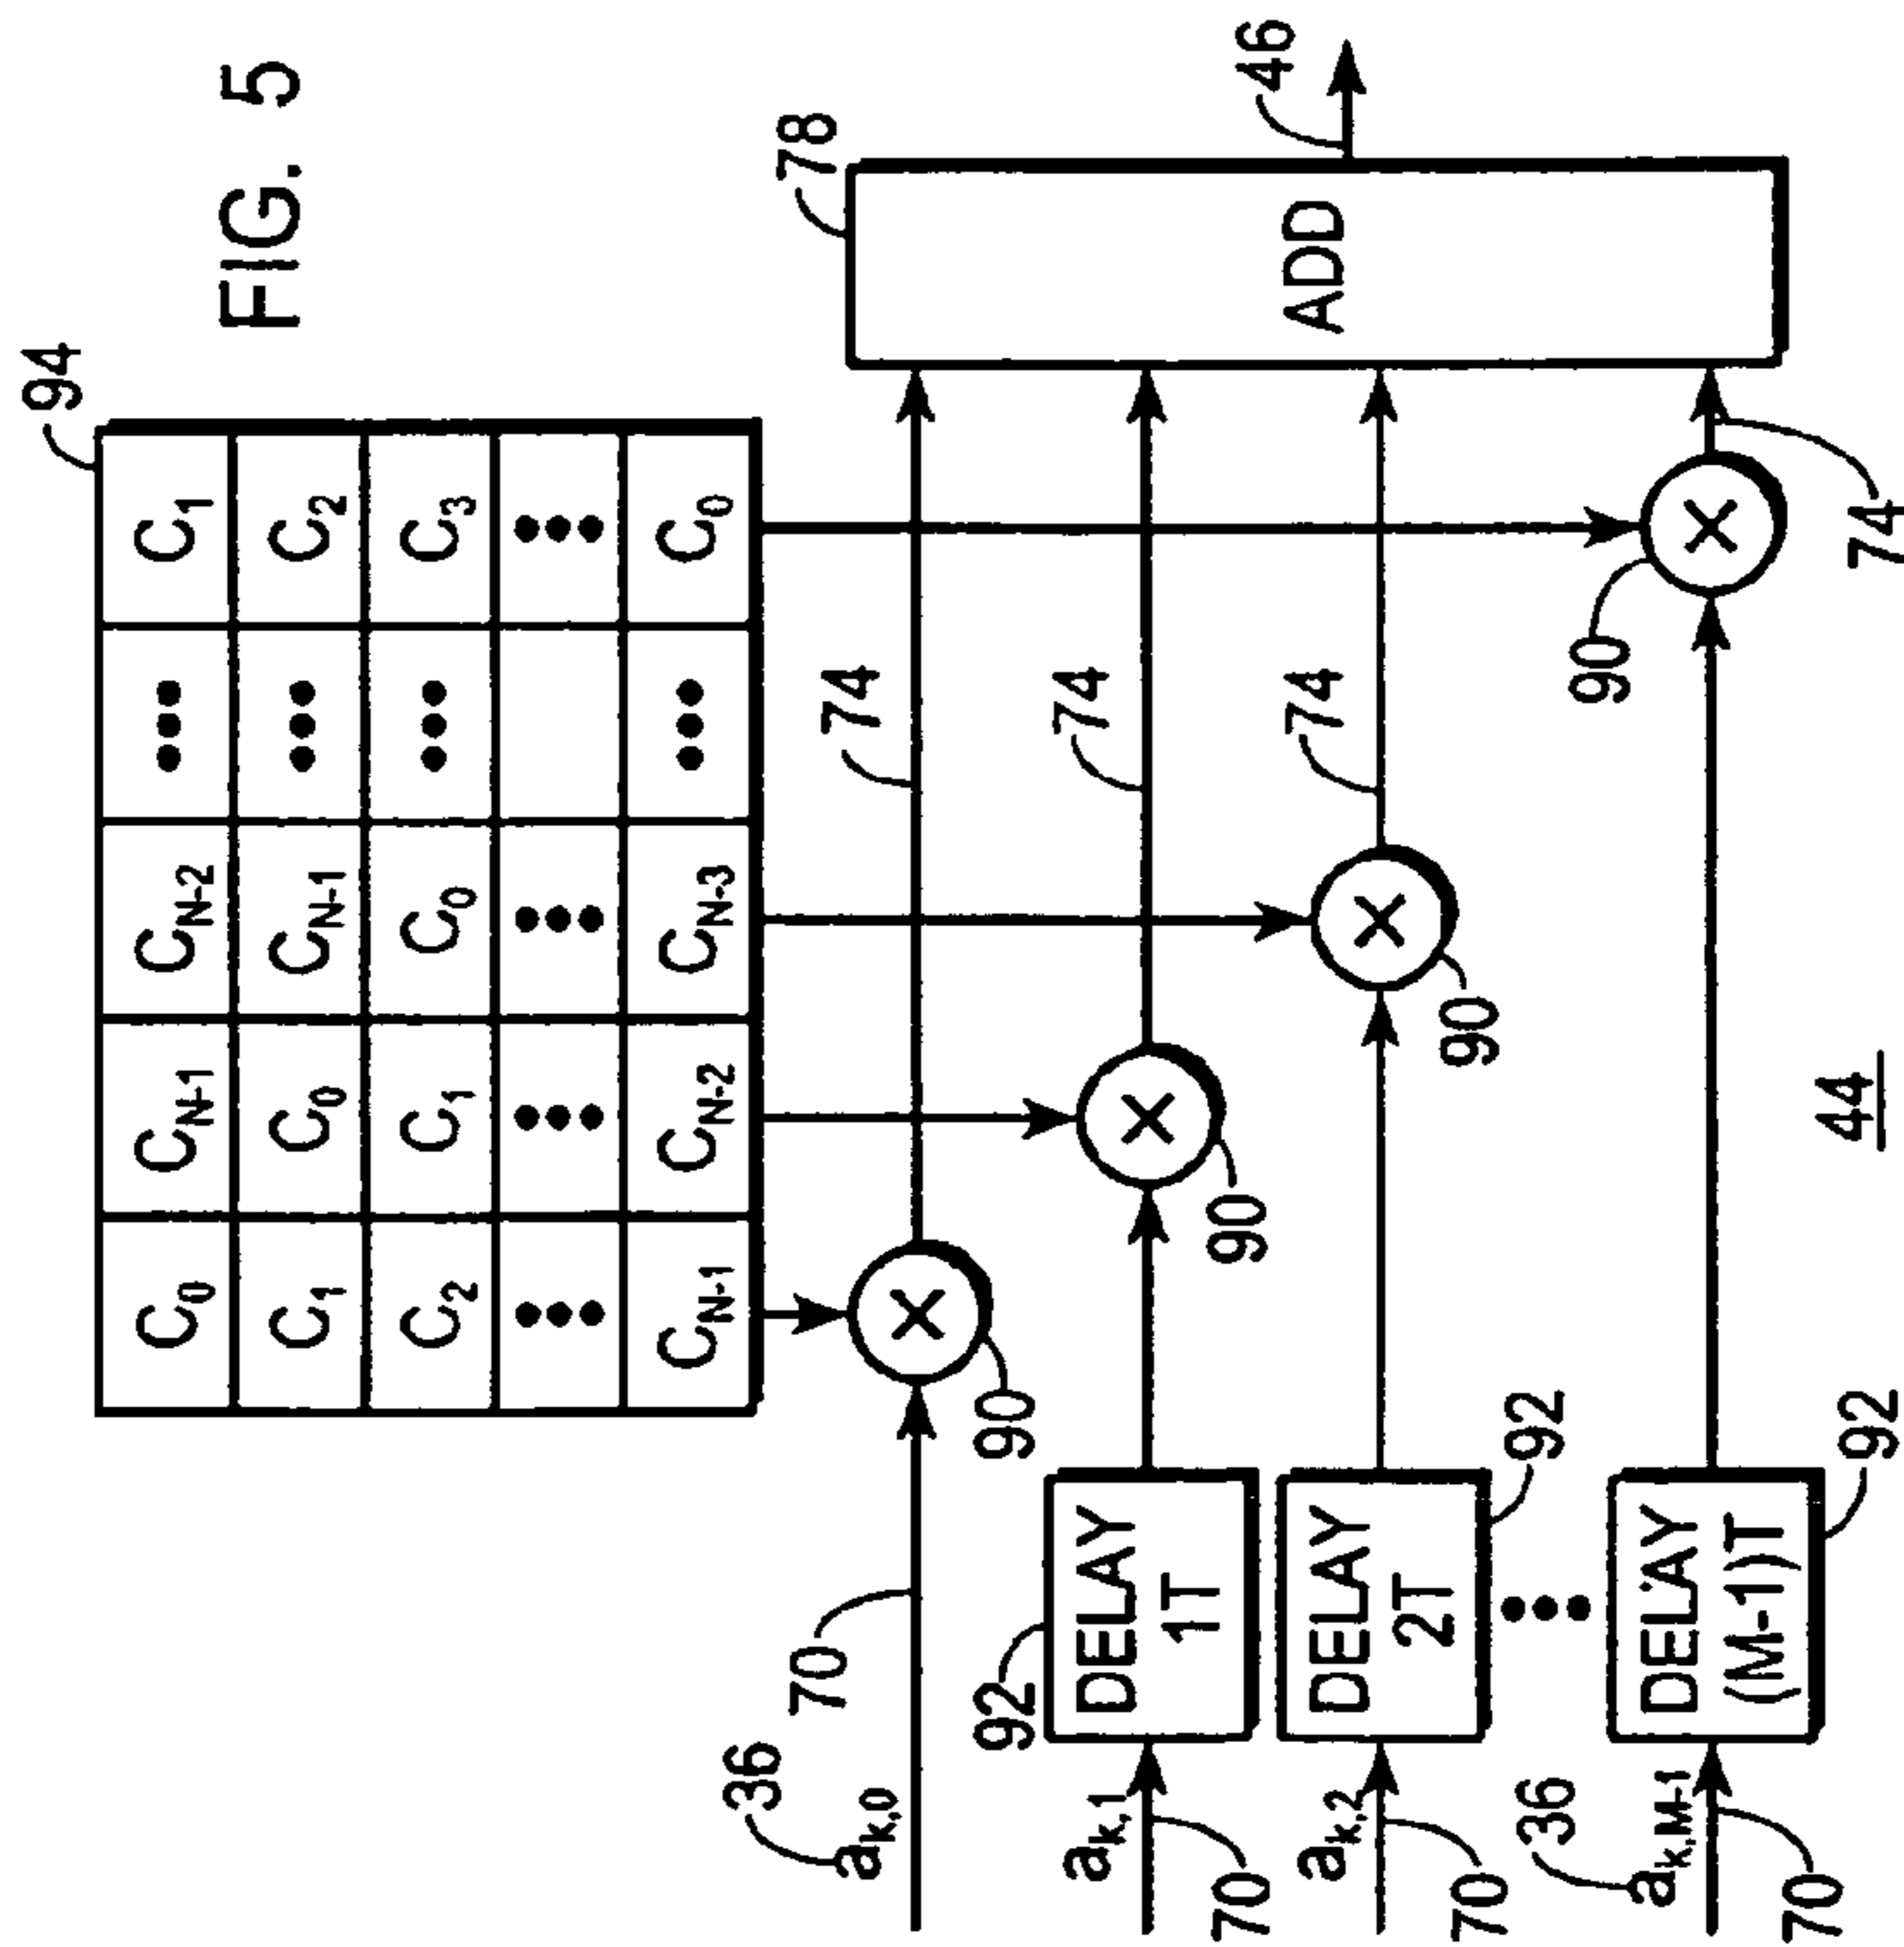 FIG. 5
94
C0 CN-1 CN-2 ••• C1
C1 C0 CN-1 ••• C2
C2 C1 C0 ••• C3
••• ••• ••• •••
CN-1 CN-2 CN-3 ••• C0
78
36
70
74
46
ak,0
90
92
ak,1
DELAY
1T
74
ADD
70
90
ak,2
DELAY
2T
74
70
92
90
•••
36
90
ak,M-1
DELAY
(M-1)T
70
92
74
44